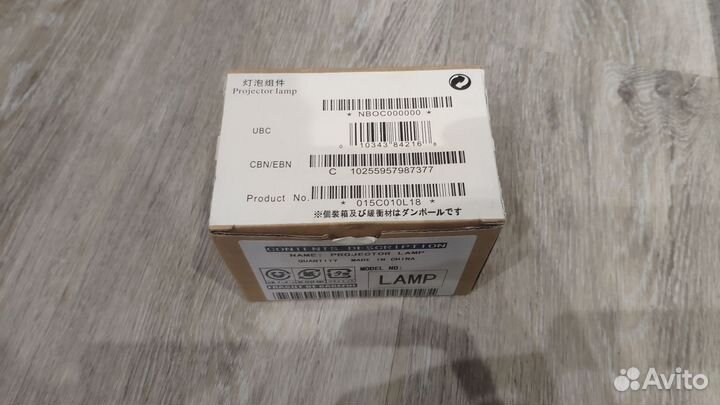 灯泡组件
Projector lamp
* NBOC000000 *
UBC
0 10343 84216 8
CBN/EBN
C 10255957987377
Product No.
* 015C010L18 *
※個装箱及び緩衝材はダンボールです
CONTENTS DESCRIPTION
NAME: PROJECTOR LAMP
QUANTITY MADE IN CHINA
MODEL NO:
LAMP
Avito